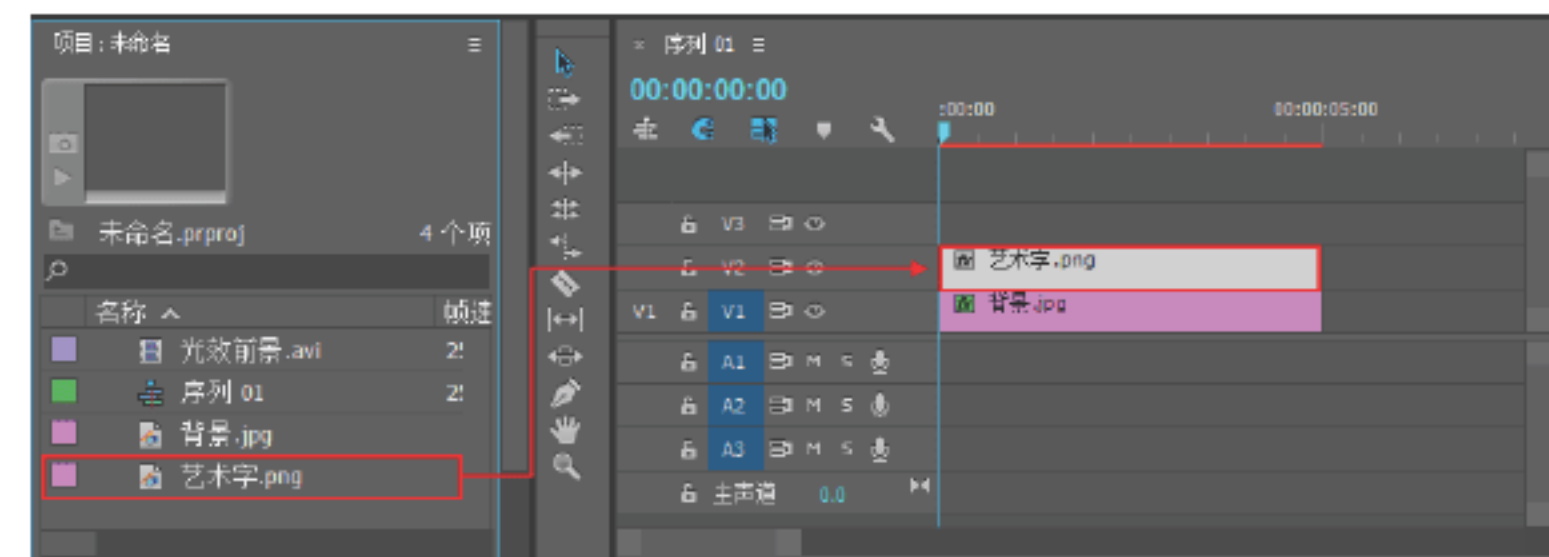 项目:未命名
未命名.prproj
4 个项
名称
帧速
光效前景.avi
2!
序列 01
2!
背景.jpg
艺术字.png
序列 01
00:00:00:00
:00:00
00:00:05:00
V3
V2
艺术字.png
V1
V1
背景.jpg
A1 M S
A2 M S
A3 M S
主声道 0.0